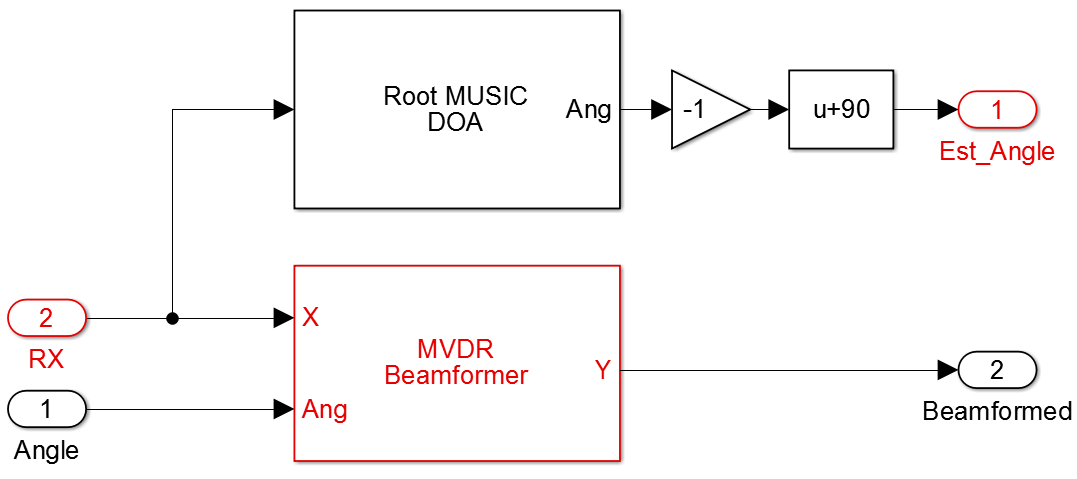 Root MUSIC
DOA
Ang
-1
u+90
1
Est_Angle
2
RX
X
MVDR
Beamformer
Y
2
Beamformed
1
Angle
Ang